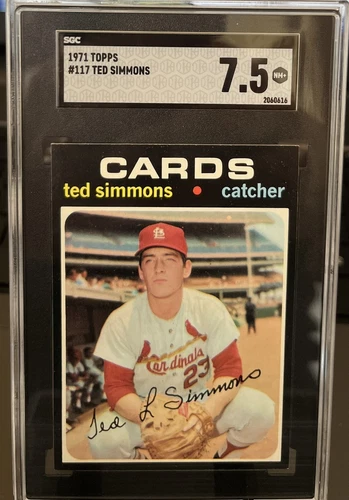 SGC
1971 TOPPS
#117 TED SIMMONS
7.5
NM+
2060616
CARDS
ted simmons • catcher
Cardinals
23
Ted L Simmons